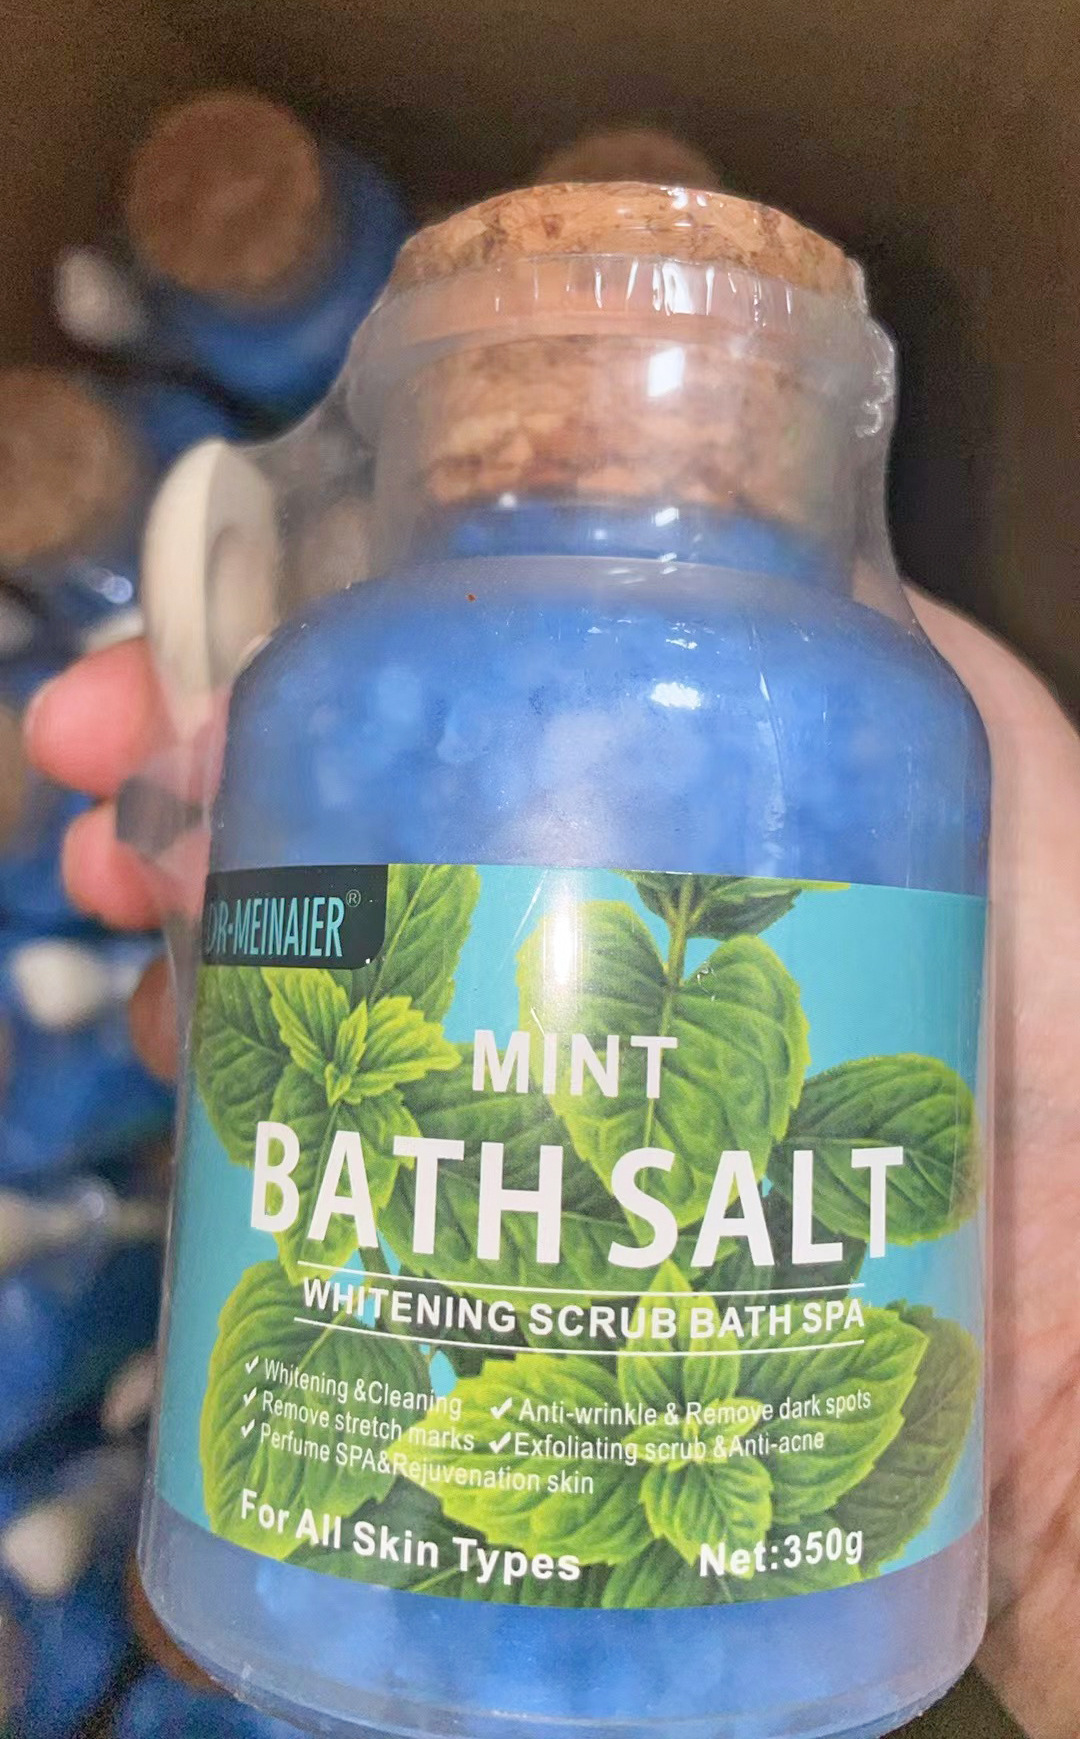 DR·MEINAIER®
MINT
BATH SALT
WHITENING SCRUB BATH SPA
✓ Whitening &Cleaning
✓ Remove stretch marks
✓ Perfume SPA&Rejuvenation skin
✓ Anti-wrinkle & Remove dark spots
✓ Exfoliating scrub &Anti-acne
For All Skin Types
Net:350g